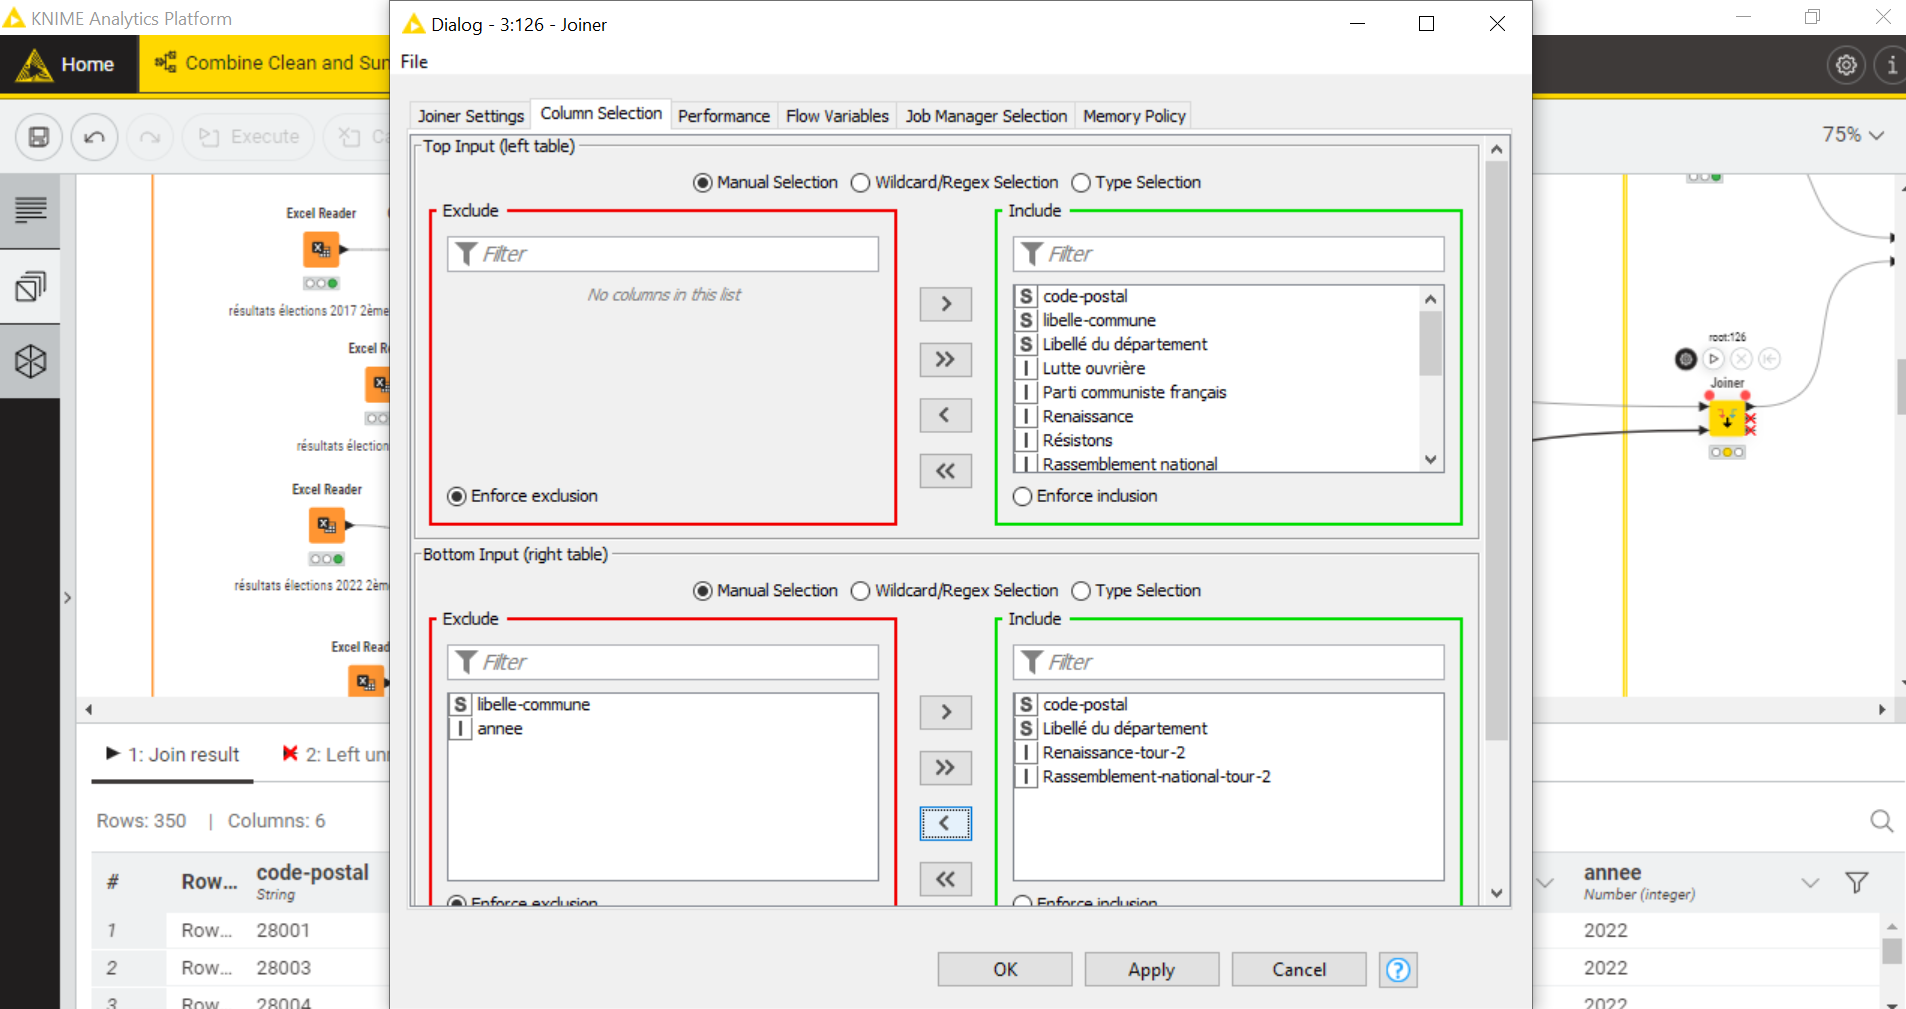 KNIME Analytics Platform
Dialog - 3:126 - Joiner
Home
Combine Clean and Sun
File
Execute
Ca
75%
Joiner Settings
Column Selection
Performance
Flow Variables
Job Manager Selection
Memory Policy
Top Input (left table)
Manual Selection
Wildcard/Regex Selection
Type Selection
Exclude
Filter
No columns in this list
Enforce exclusion
>
>>
<
<<
Include
Filter
S code-postal
S libelle-commune
S Libellé du département
I Lutte ouvrière
I Parti communiste français
I Renaissance
I Résistons
I Rassemblement national
Enforce inclusion
Bottom Input (right table)
Manual Selection
Wildcard/Regex Selection
Type Selection
Exclude
Filter
S libelle-commune
I annee
Enforce exclusion
>
>>
<
<<
Include
Filter
S code-postal
S Libellé du département
I Renaissance-tour-2
I Rassemblement-national-tour-2
Enforce inclusion
OK
Apply
Cancel
?
Excel Reader
résultats élections 2017 2ème
Excel Re
résultats élection
Excel Reader
résultats élections 2022 2èm
Excel Read
root:126
Joiner
1: Join result
2: Left unr
Rows: 350 | Columns: 6
# Row... code-postal
String
annee
Number (integer)
1 Row... 28001 2022
2 Row... 28003 2022
3 Row... 28004 2022